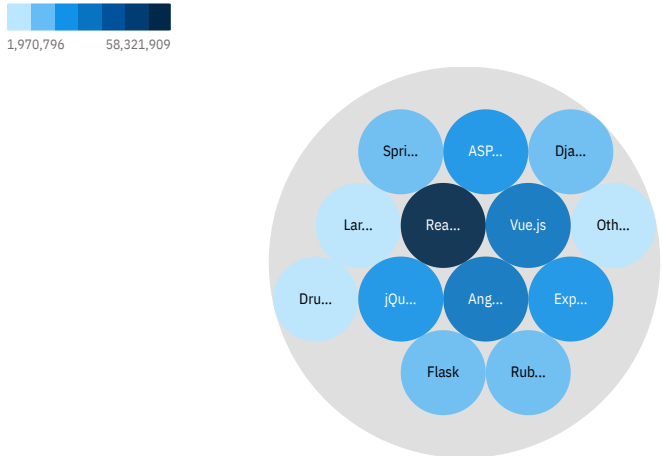 1,970,796 58,321,909
Spri... ASP... Dja...
Lar... Rea... Vue.js Oth...
Dru... jQu... Ang... Exp...
Flask Rub...